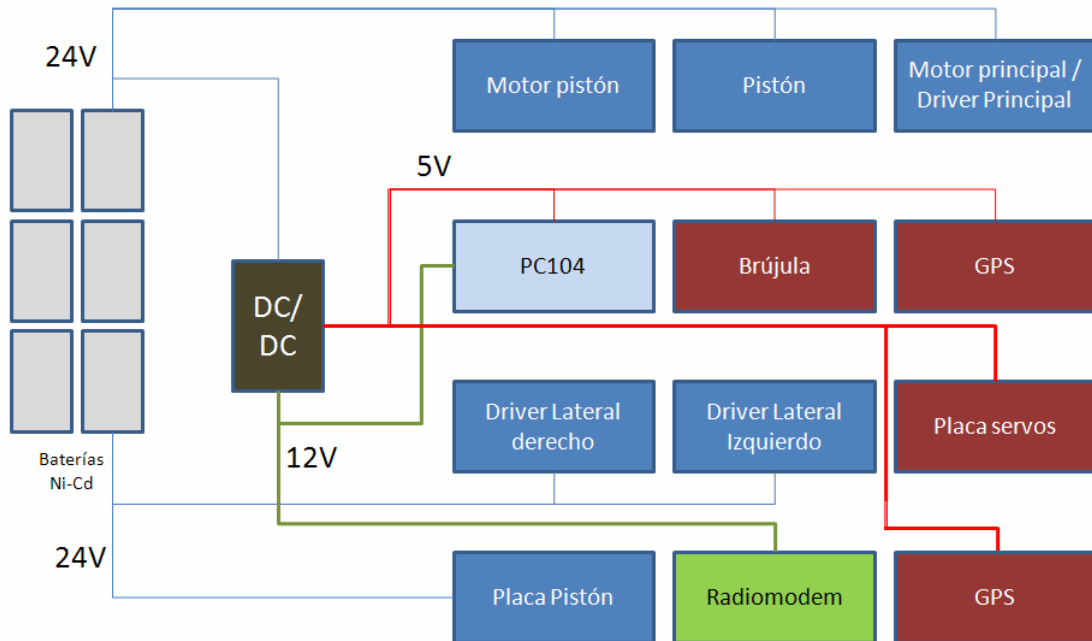 24V
Motor pistón
Pistón
Motor principal /
Driver Principal
5V
PC104
Brújula
GPS
DC/
DC
Driver Lateral
derecho
Driver Lateral
Izquierdo
Placa servos
12V
Baterías
Ni-Cd
24V
Placa Pistón
Radiomodem
GPS